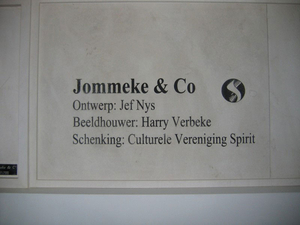 Jommeke & Co
Ontwerp: Jef Nys
Beeldhouwer: Harry Verbeke
Schenking: Culturele Vereniging Spirit